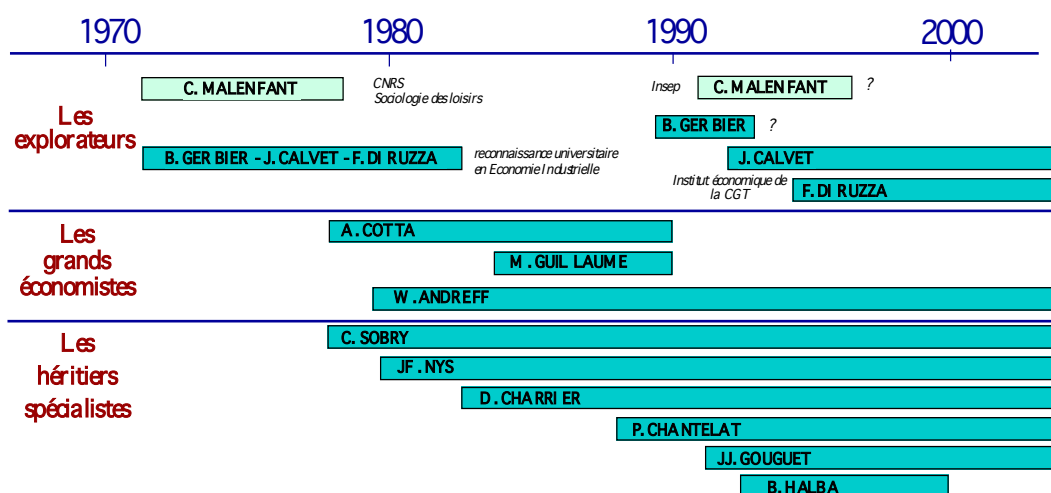 1970 1980 1990 2000
C. MALENFANT
CNRS
Sociologie des loisirs
Insep
C. MALENFANT
?
Les
explorateurs
B. GERBIER
?
B. GERBIER - J. CALVET - F. DI RUZZA
reconnaissance universitaire
en Economie Industrielle
J. CALVET
Institut économique de
la CGT
F. DI RUZZA
Les
grands
économistes
A. COTTA
M. GUILLAUME
W. ANDREFF
Les
héritiers
spécialistes
C. SOBRY
JF. NYS
D. CHARRIER
P. CHANTELAT
JJ. GOUGUET
B. HALBA